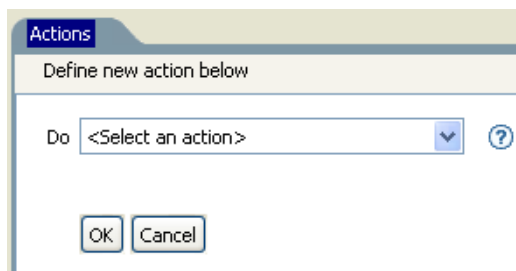 Actions
Define new action below
Do <Select an action> ?
OK Cancel